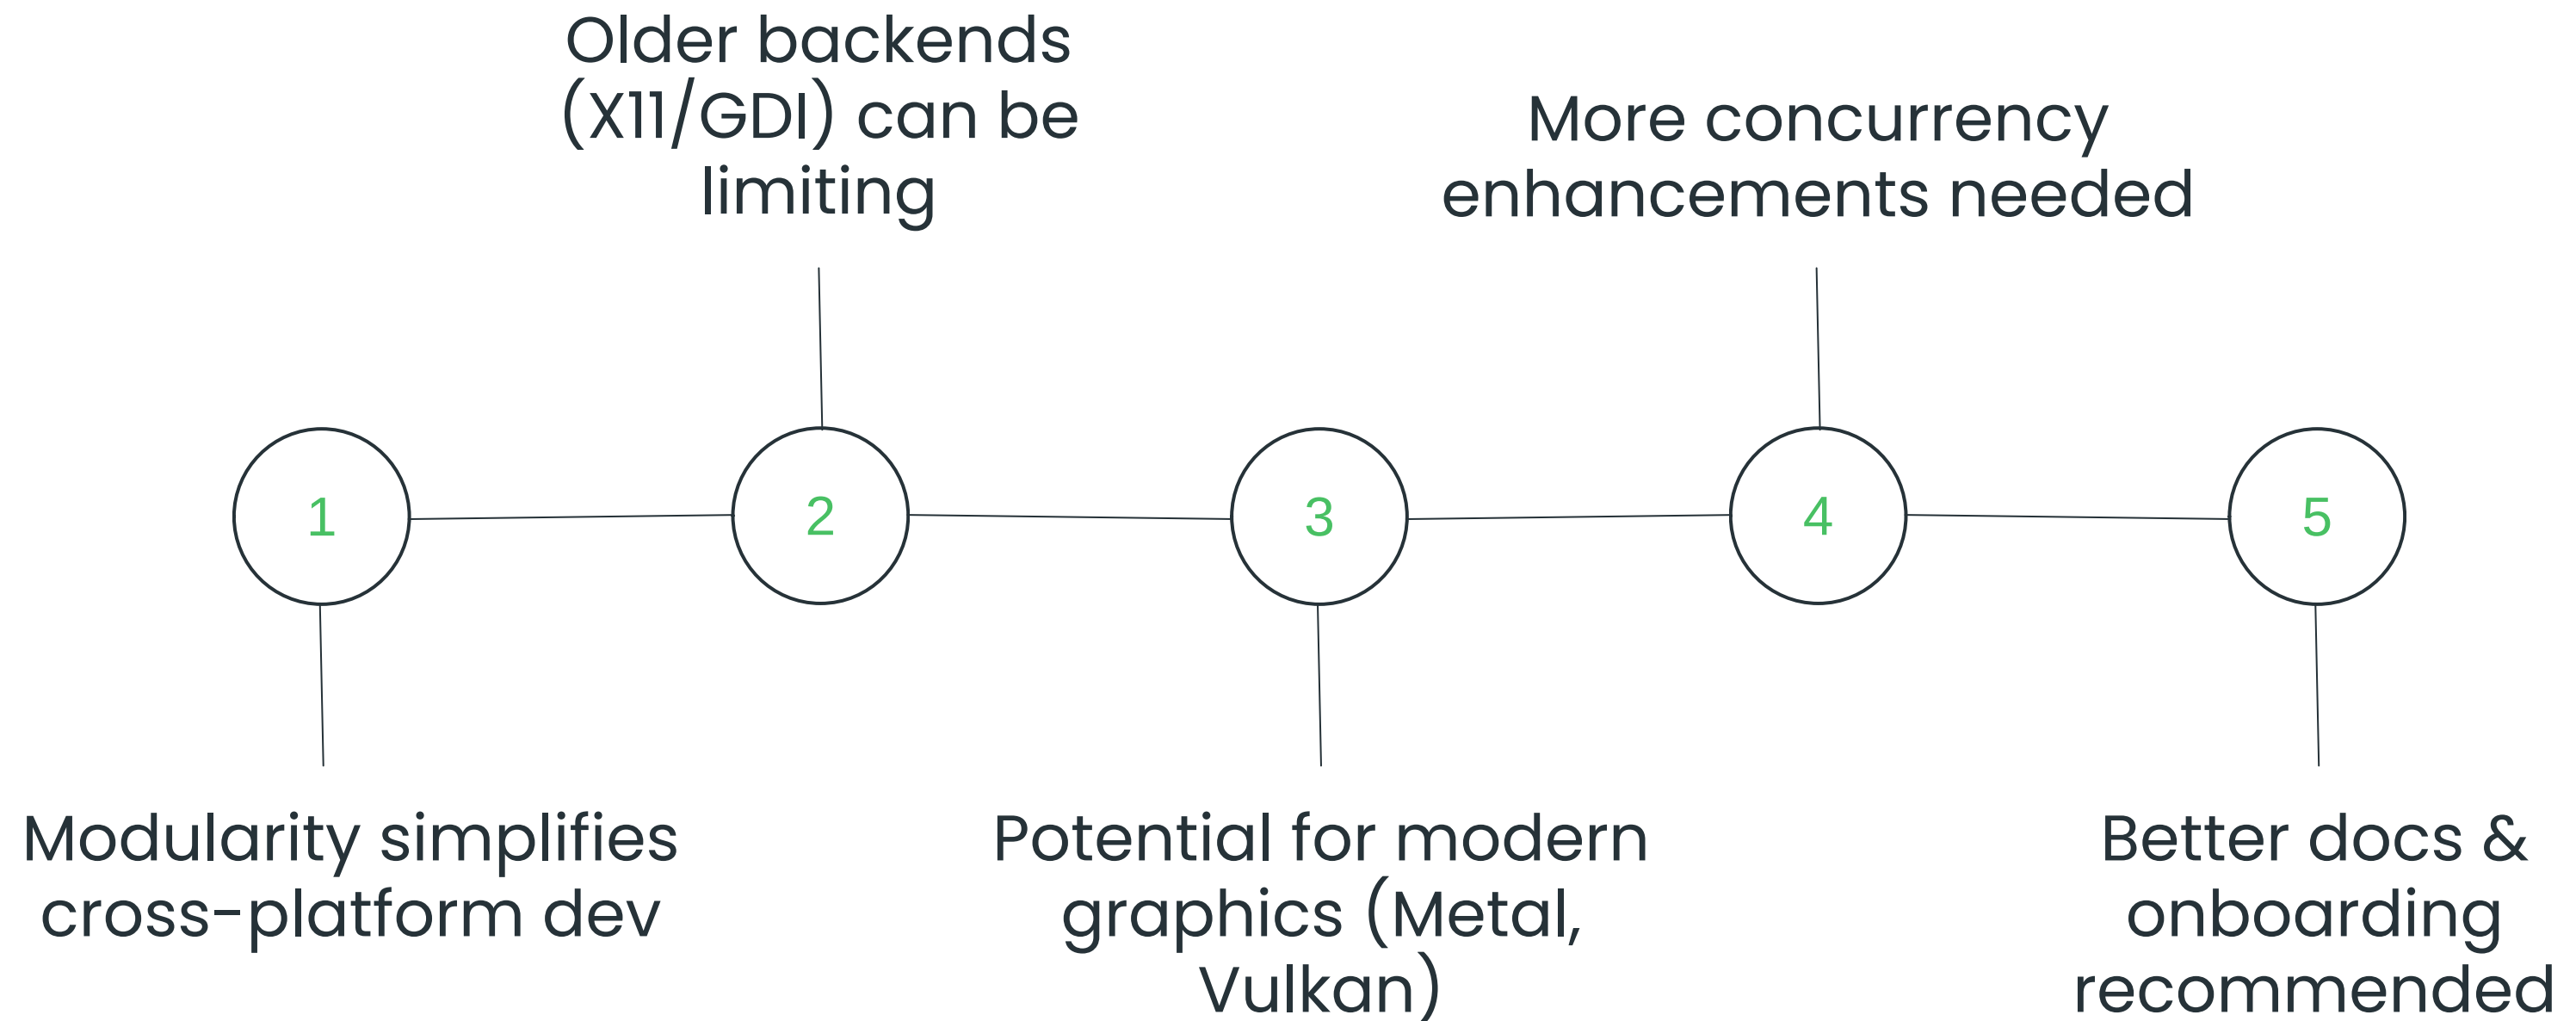 Older backends
(X11/GDI) can be
limiting
More concurrency
enhancements needed
1
2
3
4
5
Modularity simplifies
cross-platform dev
Potential for modern
graphics (Metal,
Vulkan)
Better docs &
onboarding
recommended